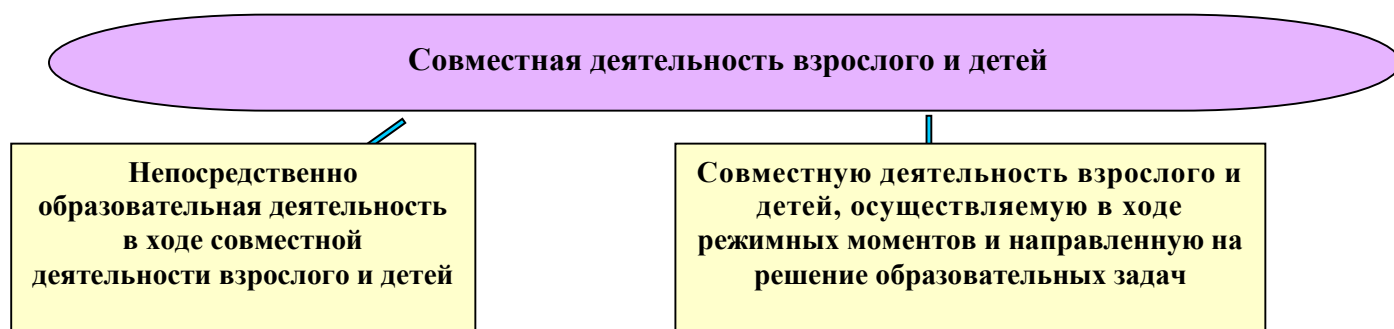 Совместная деятельность взрослого и детей
Непосредственно
образовательная деятельность
в ходе совместной
деятельности взрослого и детей
Совместную деятельность взрослого и
детей, осуществляемую в ходе
режимных моментов и направленную на
решение образовательных задач